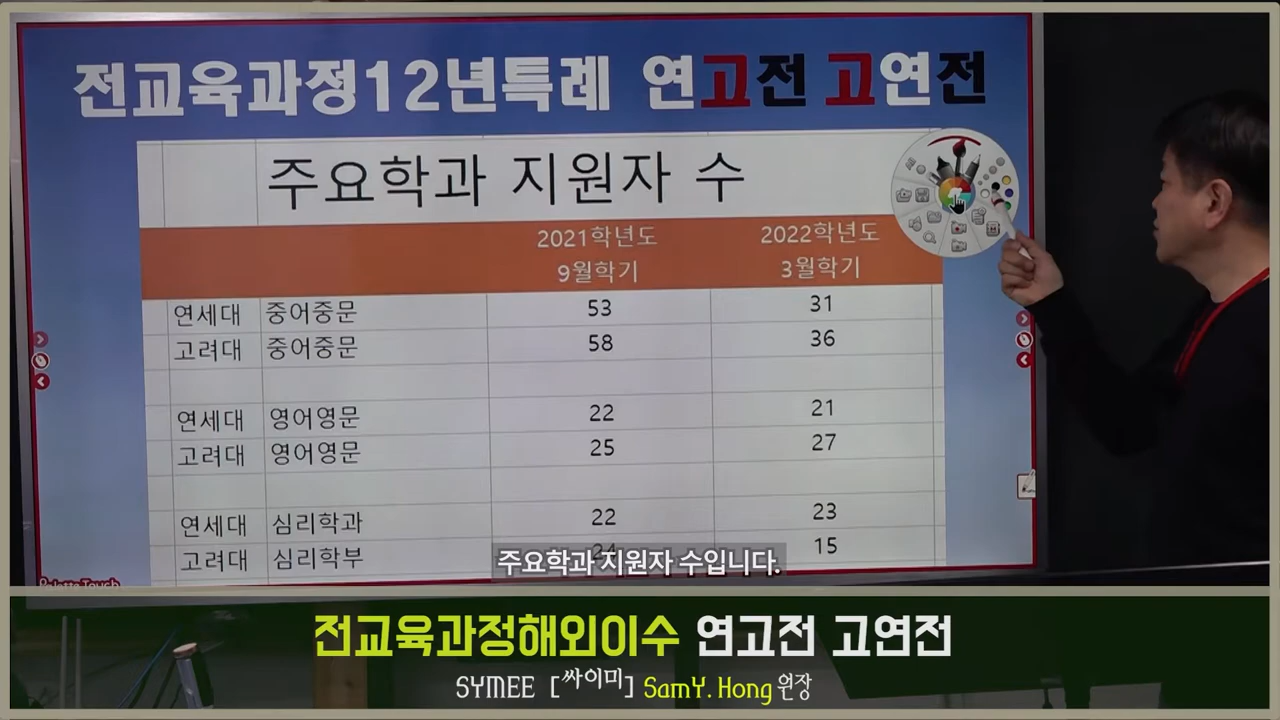 전교육과정12년특례 연고전 고연전
주요학과 지원자 수
2021학년도 9월학기 2022학년도 3월학기
연세대 중어중문 53 31
고려대 중어중문 58 36
연세대 영어영문 22 21
고려대 영어영문 25 27
연세대 심리학과 22 23
고려대 심리학부 24 15
주요학과 지원자 수입니다.
Palette Touch
전교육과정해외이수 연고전 고연전
SYMEE [싸이미] SamY. Hong 원장